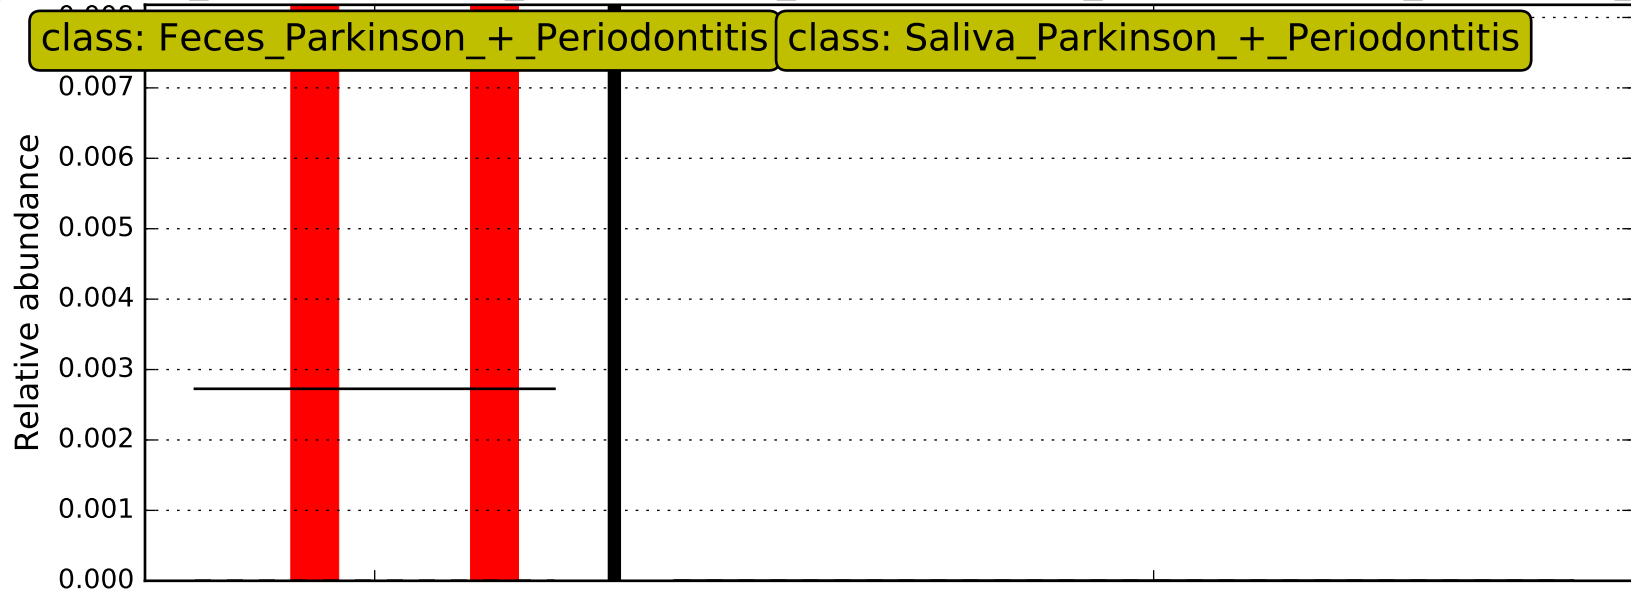 class: Feces_Parkinson_+_Periodontitis
class: Saliva_Parkinson_+_Periodontitis
0.007
0.006
0.005
0.004
0.003
0.002
0.001
0.000
Relative abundance